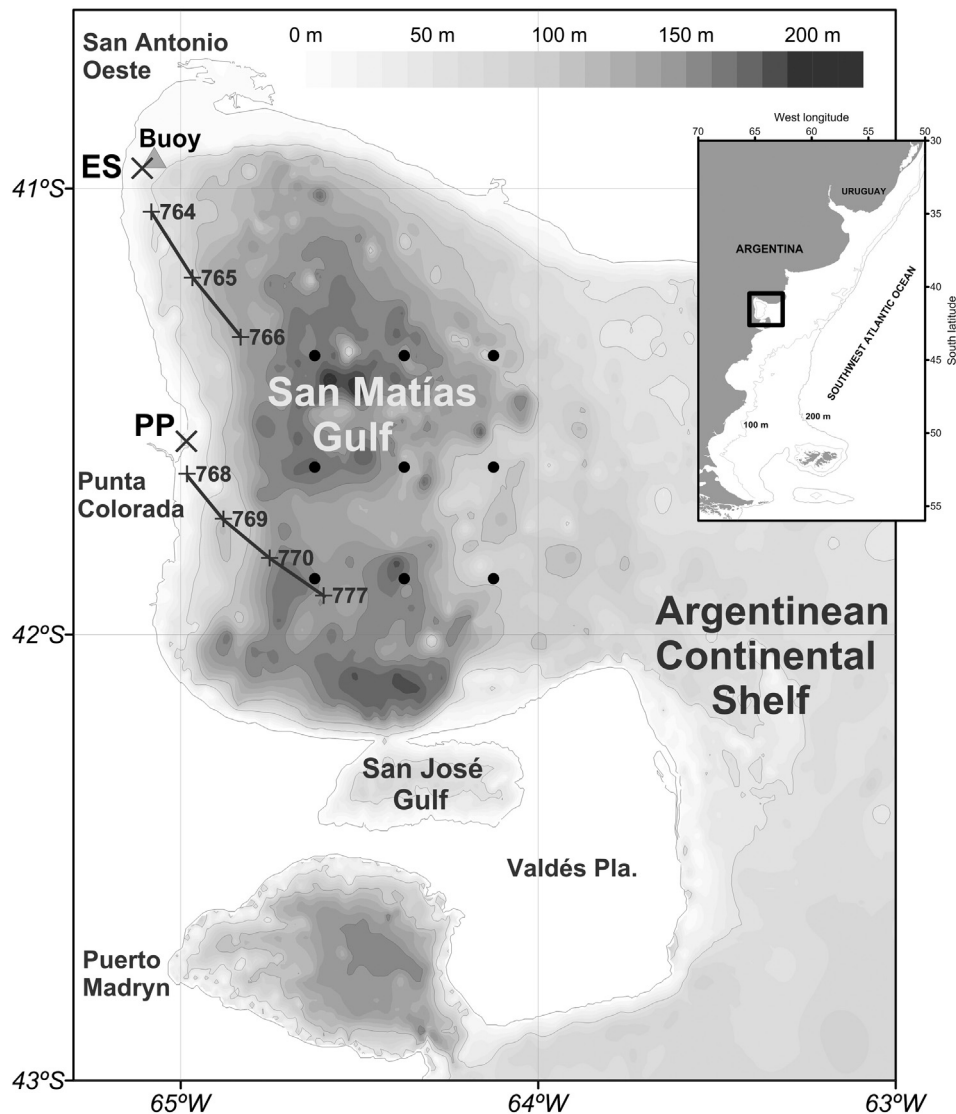 San Antonio
Oeste
0 m 50 m 100 m 150 m 200 m
West longitude
70 65 60 55 50
30
35
40
45
50
55
South latitude
URUGUAY
ARGENTINA
SOUTHWEST ATLANTIC OCEAN
100 m
200 m
Buoy
ES
41ºS
764
765
766
San Matías
Gulf
PP
Punta
Colorada
768
769
770
777
42ºS
Argentinean
Continental
Shelf
San José
Gulf
Valdés Pla.
Puerto
Madryn
43ºS
65ºW 64ºW 63ºW